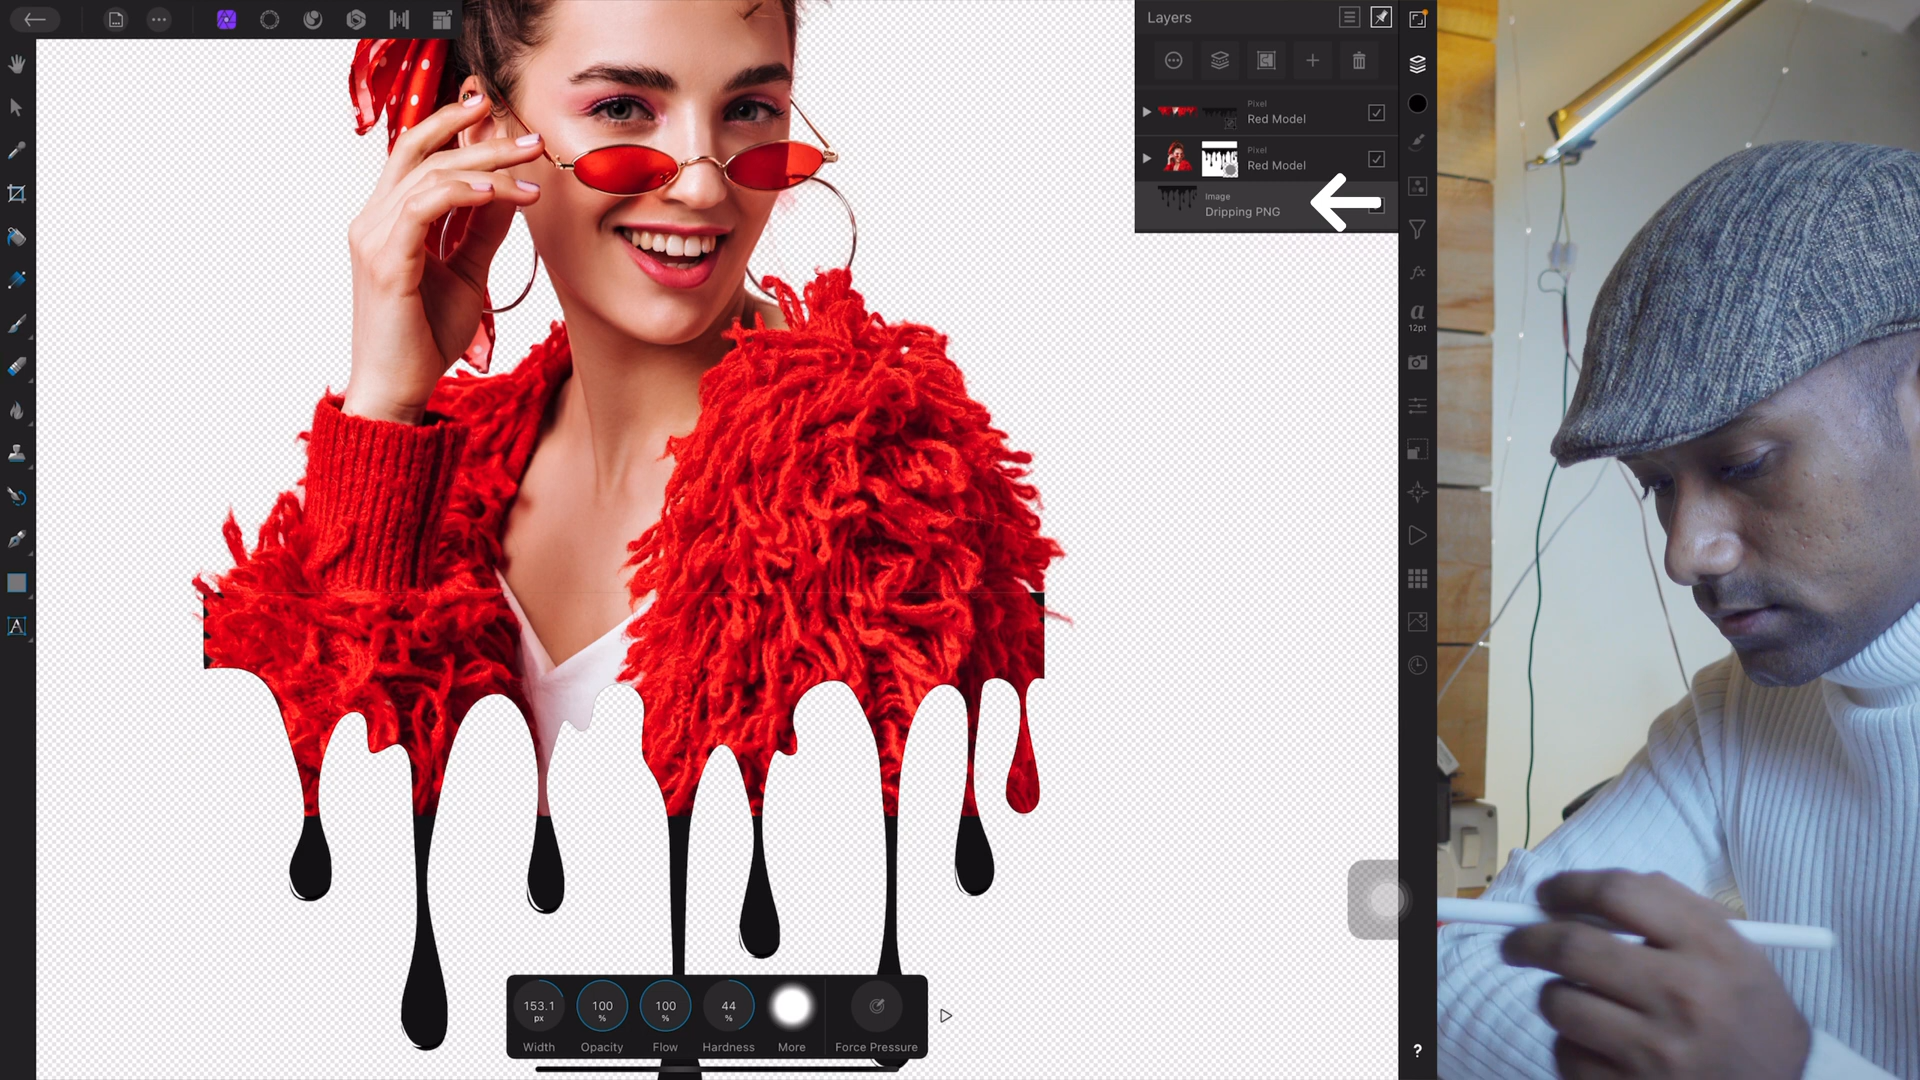 Layers
Pixel
Red Model
Pixel
Red Model
Image
Dripping PNG
a
12pt
fx
A
153.1
px
100
%
100
%
44
Width
Opacity
Flow
Hardness
More
Force Pressure
?